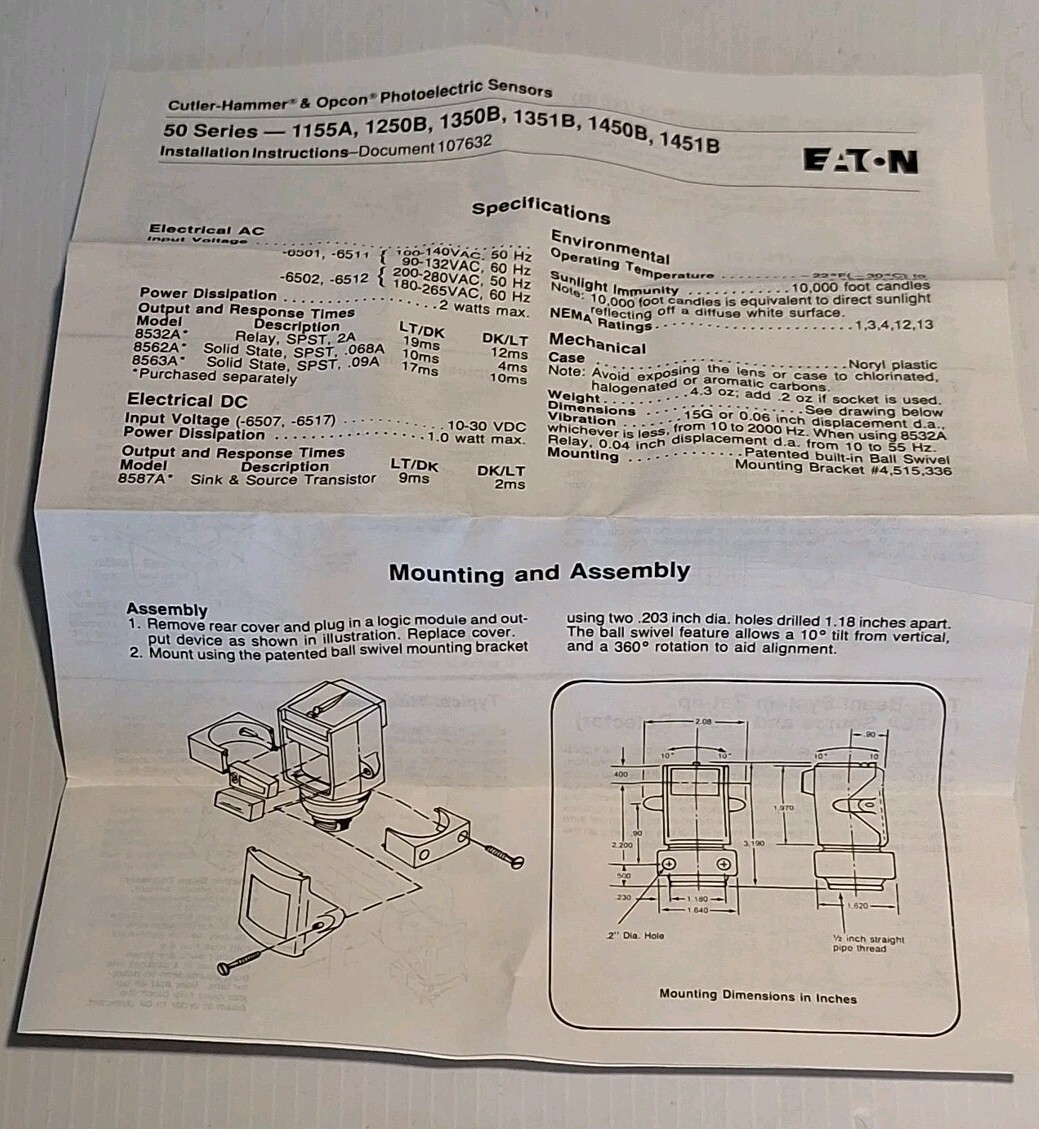 Cutler-Hammer® & Opcon® Photoelectric Sensors
50 Series — 1155A, 1250B, 1350B, 1351B, 1450B, 1451B
Installation Instructions–Document 107632
EATON
Specifications
Electrical AC
Input Voltage
-6501, -6511 { 100-140VAC, 50 Hz
90-132VAC, 60 Hz
-6502, -6512 { 200-280VAC, 50 Hz
180-265VAC, 60 Hz
Power Dissipation . . . . . . . . . . . . . . . . . 2 watts max.
Output and Response Times
Model Description LT/DK DK/LT
8532A* Relay, SPST, 2A 19ms 12ms
8562A* Solid State, SPST, .068A 10ms 4ms
8563A* Solid State, SPST, .09A 17ms 10ms
*Purchased separately
Electrical DC
Input Voltage (-6507, -6517) . . . . . . . . . . . . 10-30 VDC
Power Dissipation . . . . . . . . . . . . . . . . . 1.0 watt max.
Output and Response Times
Model Description LT/DK DK/LT
8587A* Sink & Source Transistor 9ms 2ms
Environmental
Operating Temperature . . . . . . . . . .
Sunlight Immunity . . . . . . . . . . . . 10,000 foot candles
Note: 10,000 foot candles is equivalent to direct sunlight
reflecting off a diffuse white surface.
NEMA Ratings . . . . . . . . . . . . . . . . . . . . . 1,3,4,12,13
Mechanical
Case . . . . . . . . . . . . . . . . . . . . . . . . . Noryl plastic
Note: Avoid exposing the lens or case to chlorinated,
halogenated or aromatic carbons.
Weight . . . . . . . . . . 4.3 oz; add .2 oz if socket is used.
Dimensions . . . . . . . . . . . . . . . See drawing below
Vibration . . . . . . . . . . 15G or 0.06 inch displacement d.a.,
whichever is less, from 10 to 2000 Hz. When using 8532A
Relay, 0.04 inch displacement d.a. from 10 to 55 Hz.
Mounting . . . . . . . . . . . . Patented built-in Ball Swivel
Mounting Bracket #4,515,336
Mounting and Assembly
Assembly
1. Remove rear cover and plug in a logic module and out-
put device as shown in illustration. Replace cover.
2. Mount using the patented ball swivel mounting bracket
using two .203 inch dia. holes drilled 1.18 inches apart.
The ball swivel feature allows a 10° tilt from vertical,
and a 360° rotation to aid alignment.
2.08
.90
10° 10°
10° 10
.400
1.970
.90
2.200
3.190
.500
.230
1.180
1.640
1.620
.2" Dia. Hole
½ inch straight
pipe thread
Mounting Dimensions in Inches